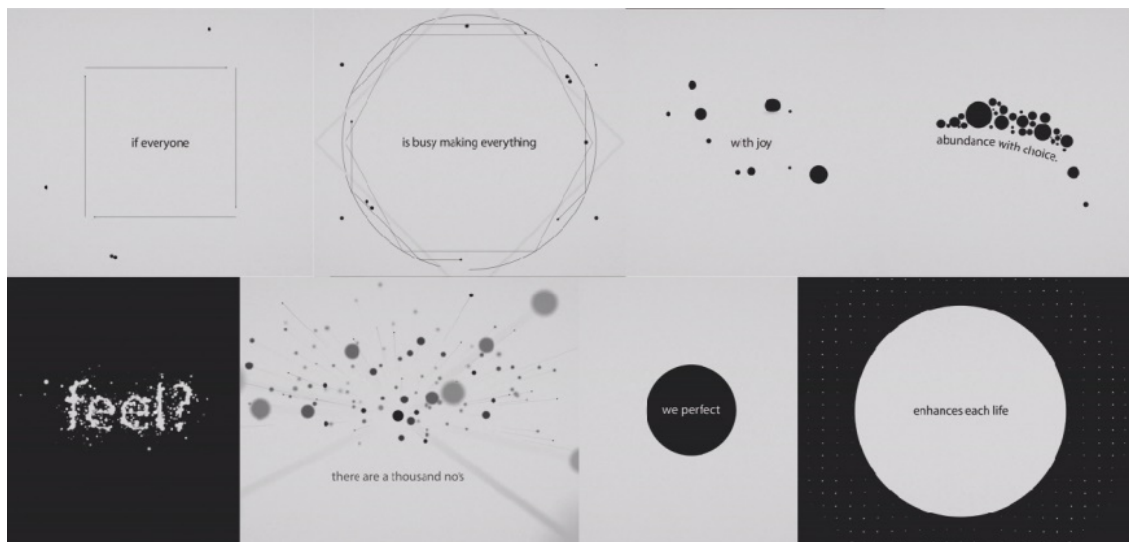 if everyone
is busy making everything
with joy
abundance with choice.
feel?
there are a thousand no's
we perfect
enhances each life